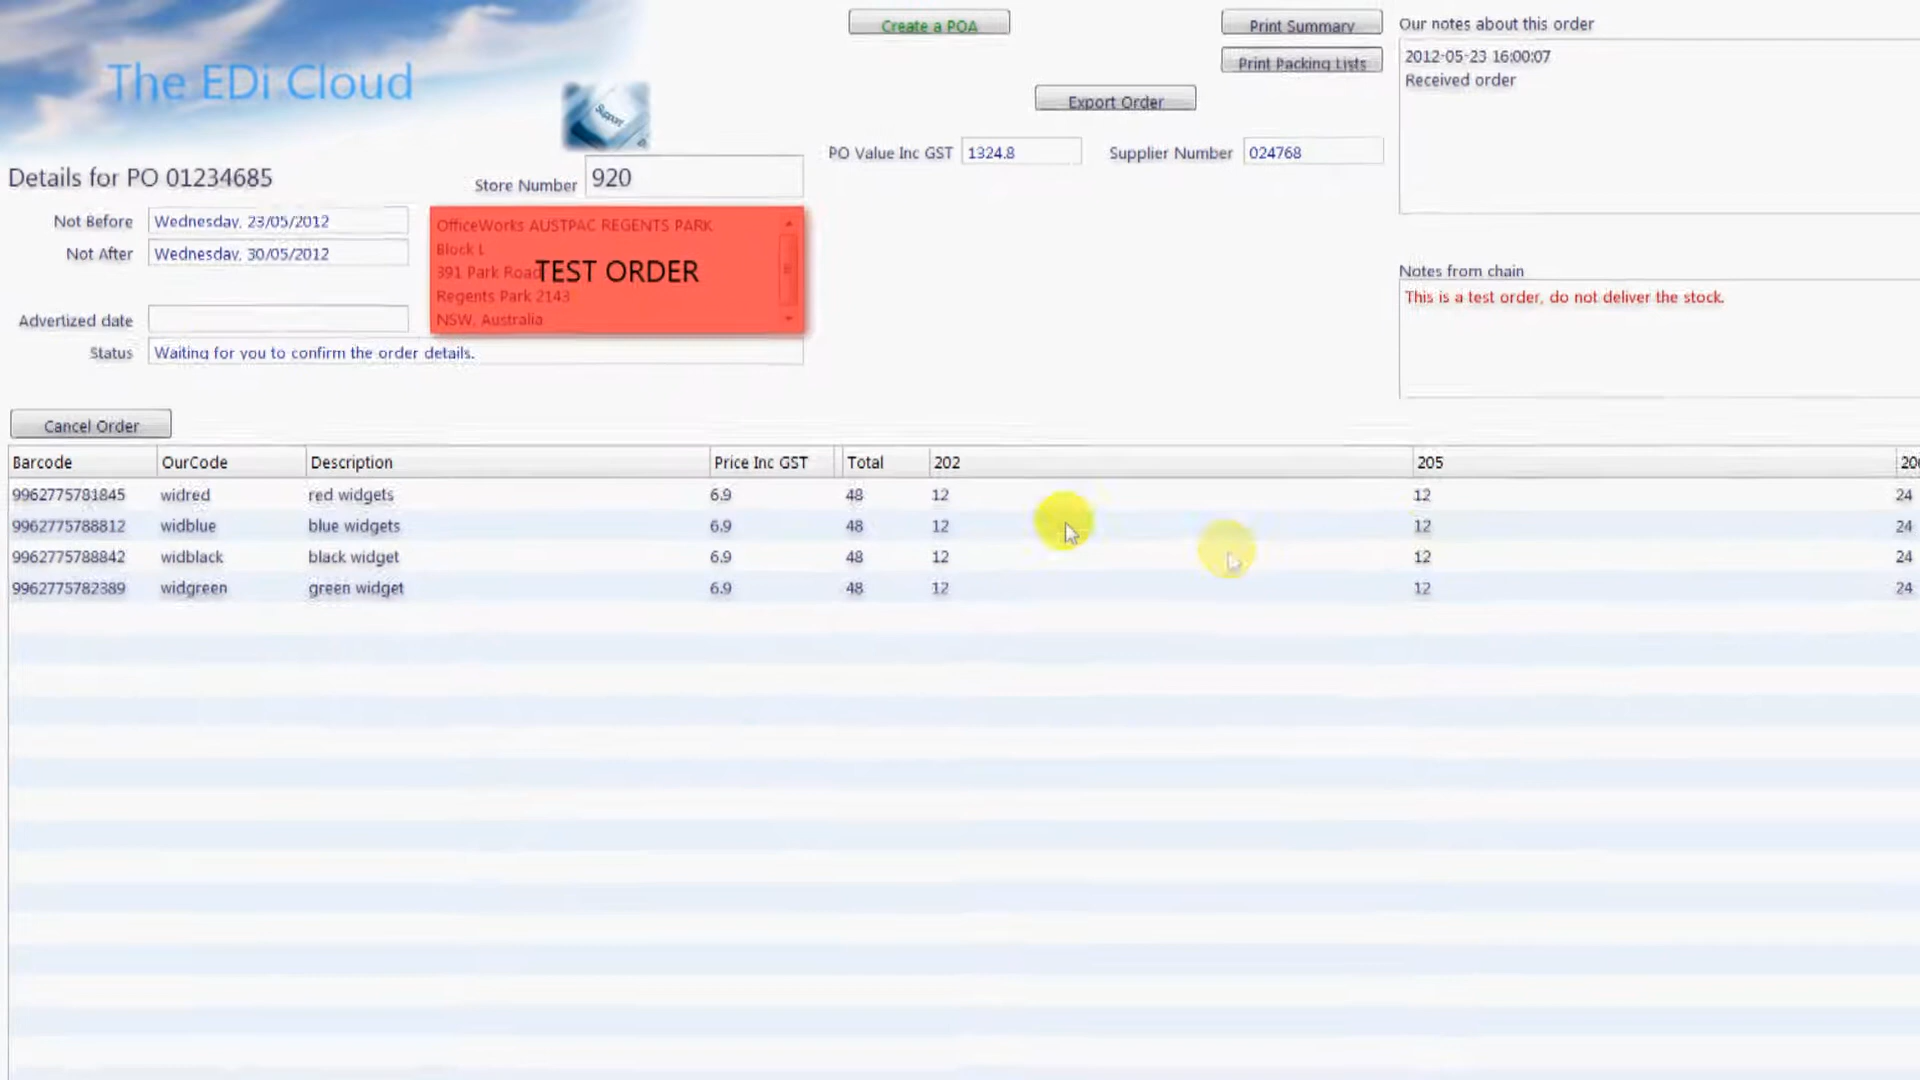 The EDi Cloud
Support
Create a POA
Print Summary
Print Packing Lists
Export Order
Our notes about this order
2012-05-23 16:00:07
Received order
PO Value Inc GST 1324.8
Supplier Number 024768
Details for PO 01234685
Store Number 920
Not Before Wednesday, 23/05/2012
Not After Wednesday, 30/05/2012
Advertized date
Status Waiting for you to confirm the order details.
OfficeWorks AUSTPAC REGENTS PARK
Block L
391 Park Road
Regents Park 2143
NSW, Australia
TEST ORDER
Notes from chain
This is a test order, do not deliver the stock.
Cancel Order
Barcode OurCode Description Price Inc GST Total 202 205
9962775781845 widred red widgets 6.9 48 12 12 24
9962775788812 widblue blue widgets 6.9 48 12 12 24
9962775788842 widblack black widget 6.9 48 12 12 24
9962775782389 widgreen green widget 6.9 48 12 12 24